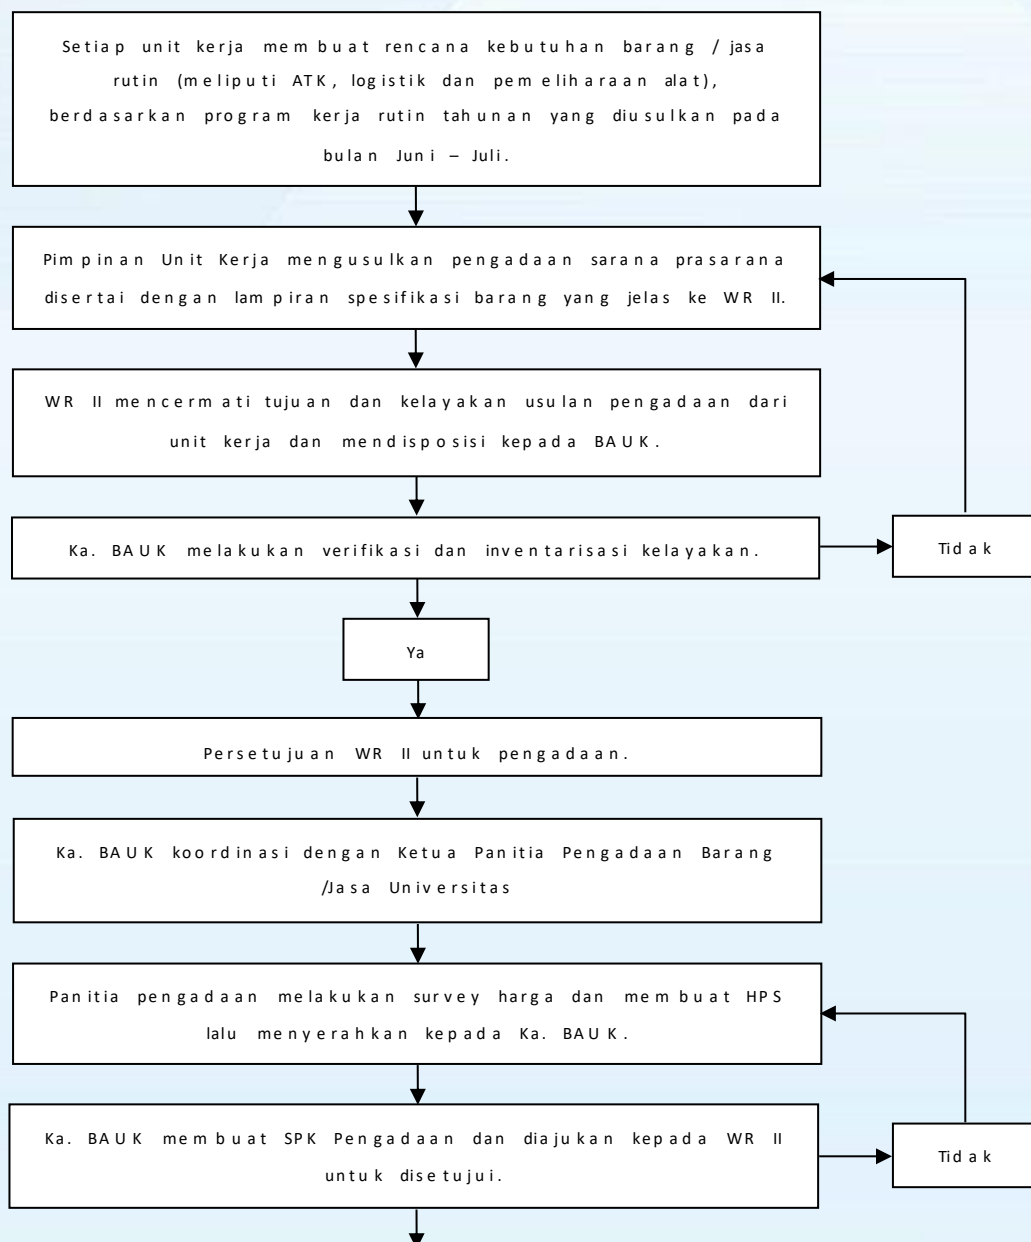 Setiap unit kerja membuat rencana kebutuhan barang / jasa
rutin (meliputi ATK, logistik dan pemeliharaan alat),
berdasarkan program kerja rutin tahunan yang diusulkan pada
bulan Juni – Juli.
Pimpinan Unit Kerja mengusulkan pengadaan sarana prasarana
disertai dengan lampiran spesifikasi barang yang jelas ke WR II.
WR II mencermati tujuan dan kelayakan usulan pengadaan dari
unit kerja dan mendisposisi kepada BAUK.
Ka. BAUK melakukan verifikasi dan inventarisasi kelayakan.
Tidak
Ya
Persetujuan WR II untuk pengadaan.
Ka. BAUK koordinasi dengan Ketua Panitia Pengadaan Barang
/Jasa Universitas
Panitia pengadaan melakukan survey harga dan membuat HPS
lalu menyerahkan kepada Ka. BAUK.
Ka. BAUK membuat SPK Pengadaan dan diajukan kepada WR II
untuk disetujui.
Tidak